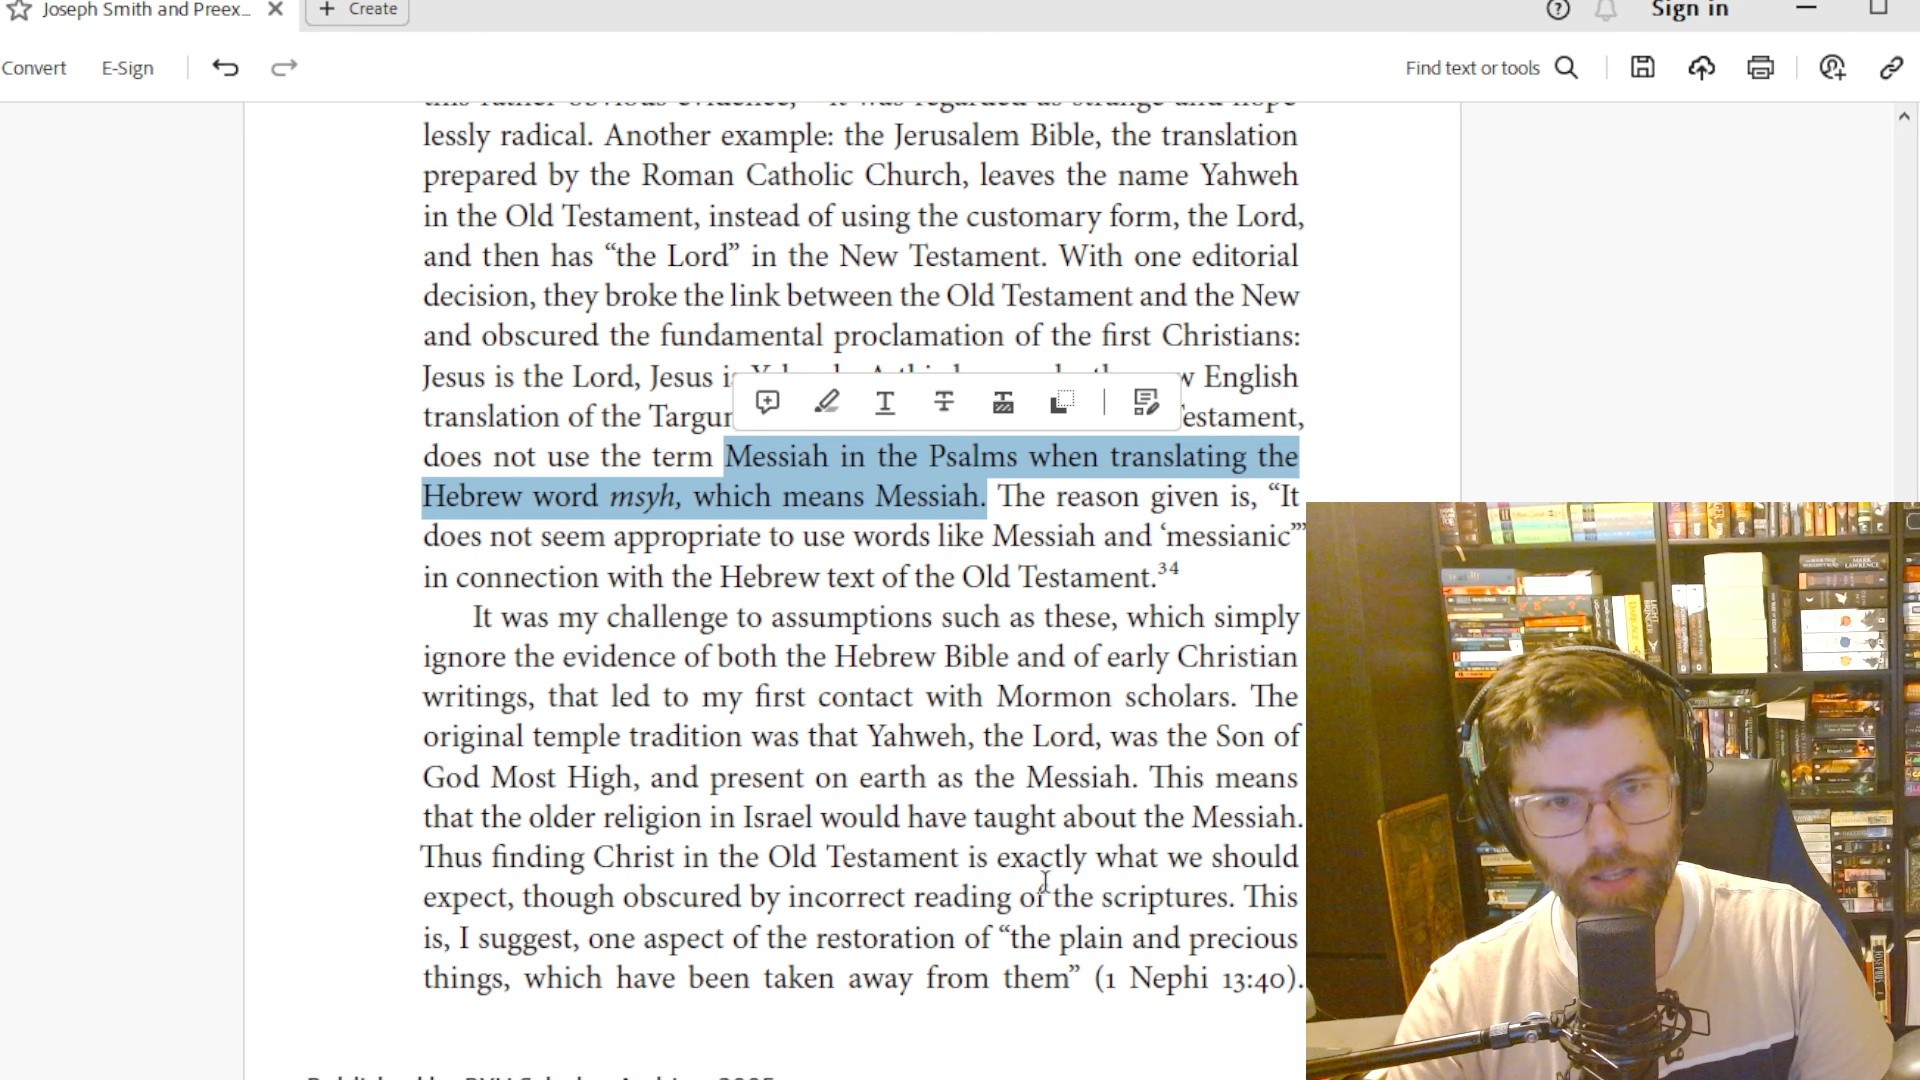 Joseph Smith and Preex...
Create
Sign in
Convert
E-Sign
Find text or tools
lessly radical. Another example: the Jerusalem Bible, the translation
prepared by the Roman Catholic Church, leaves the name Yahweh
in the Old Testament, instead of using the customary form, the Lord,
and then has “the Lord” in the New Testament. With one editorial
decision, they broke the link between the Old Testament and the New
and obscured the fundamental proclamation of the first Christians:
Jesus is the Lord, Jesus English
translation of the
does not use the term Messiah in the Psalms when translating the
Hebrew word msyh, which means Messiah. The reason given is, “It
does not seem appropriate to use words like Messiah and ‘messianic’”
in connection with the Hebrew text of the Old Testament.34
It was my challenge to assumptions such as these, which simply
ignore the evidence of both the Hebrew Bible and of early Christian
writings, that led to my first contact with Mormon scholars. The
original temple tradition was that Yahweh, the Lord, was the Son of
God Most High, and present on earth as the Messiah. This means
that the older religion in Israel would have taught about the Messiah.
Thus finding Christ in the Old Testament is exactly what we should
expect, though obscured by incorrect reading of the scriptures. This
is, I suggest, one aspect of the restoration of “the plain and precious
things, which have been taken away from them” (1 Nephi 13:40).